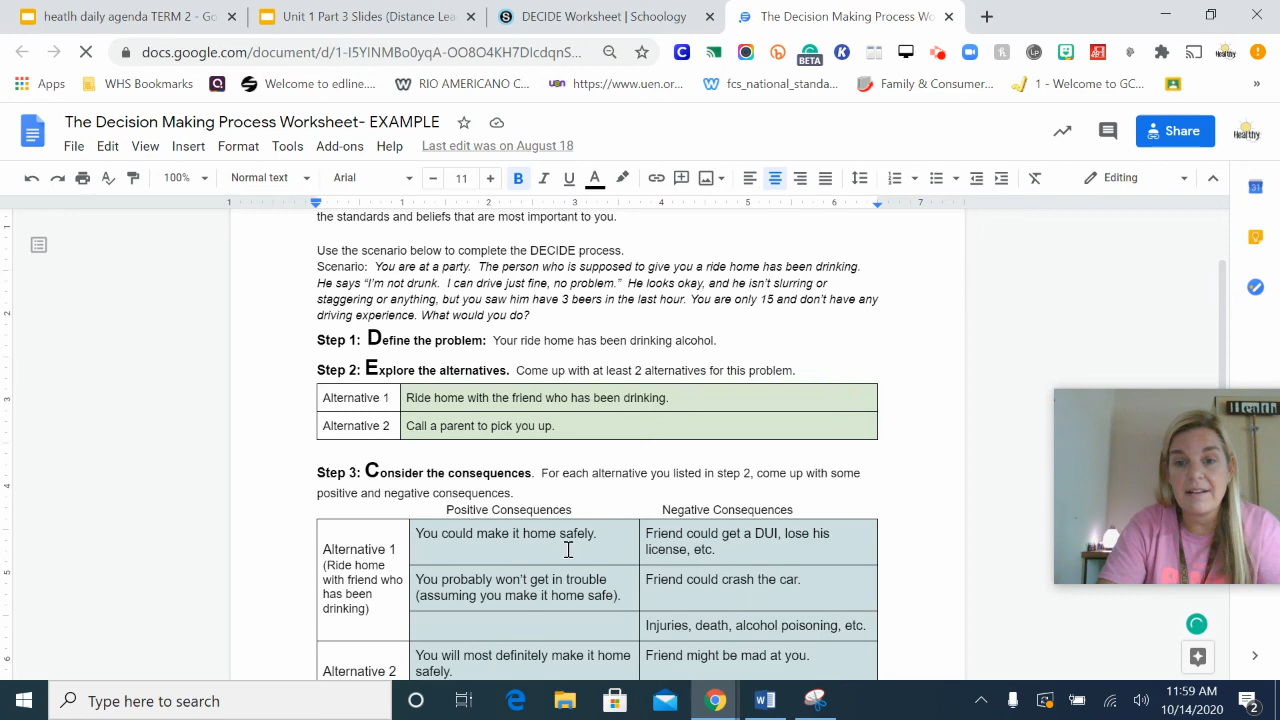 heatlh daily agenda TERM 2 - Go
Unit 1 Part 3 Slides (Distance Lea
DECIDE Worksheet | Schoology
The Decision Making Process Wo
docs.google.com/document/d/1-I5YlNMBo0yqA-OO8O4KH7DIcdqnS...
BETA
Apps
WHS Bookmarks
Welcome to edline....
RIO AMERICANO C...
https://www.uen.or...
fcs_national_standa...
Family & Consumer...
1 - Welcome to GC...
»
The Decision Making Process Worksheet- EXAMPLE
File Edit View Insert Format Tools Add-ons Help Last edit was on August 18
Share
Healthy
100% Normal text Arial 11 B I U A Editing
1 1 2 3 4 5 6 7
the standards and beliefs that are most important to you.
Use the scenario below to complete the DECIDE process.
Scenario: You are at a party. The person who is supposed to give you a ride home has been drinking.
He says “I’m not drunk. I can drive just fine, no problem.” He looks okay, and he isn’t slurring or
staggering or anything, but you saw him have 3 beers in the last hour. You are only 15 and don’t have any
driving experience. What would you do?
Step 1: Define the problem: Your ride home has been drinking alcohol.
Step 2: Explore the alternatives. Come up with at least 2 alternatives for this problem.
Alternative 1 Ride home with the friend who has been drinking.
Alternative 2 Call a parent to pick you up.
Step 3: Consider the consequences. For each alternative you listed in step 2, come up with some
positive and negative consequences.
Positive Consequences Negative Consequences
Alternative 1
(Ride home
with friend who
has been
drinking)
You could make it home safely.
Friend could get a DUI, lose his
license, etc.
You probably won’t get in trouble
(assuming you make it home safe).
Friend could crash the car.
Injuries, death, alcohol poisoning, etc.
Alternative 2
You will most definitely make it home
safely.
Friend might be mad at you.
Health
Type here to search
11:59 AM
10/14/2020
2